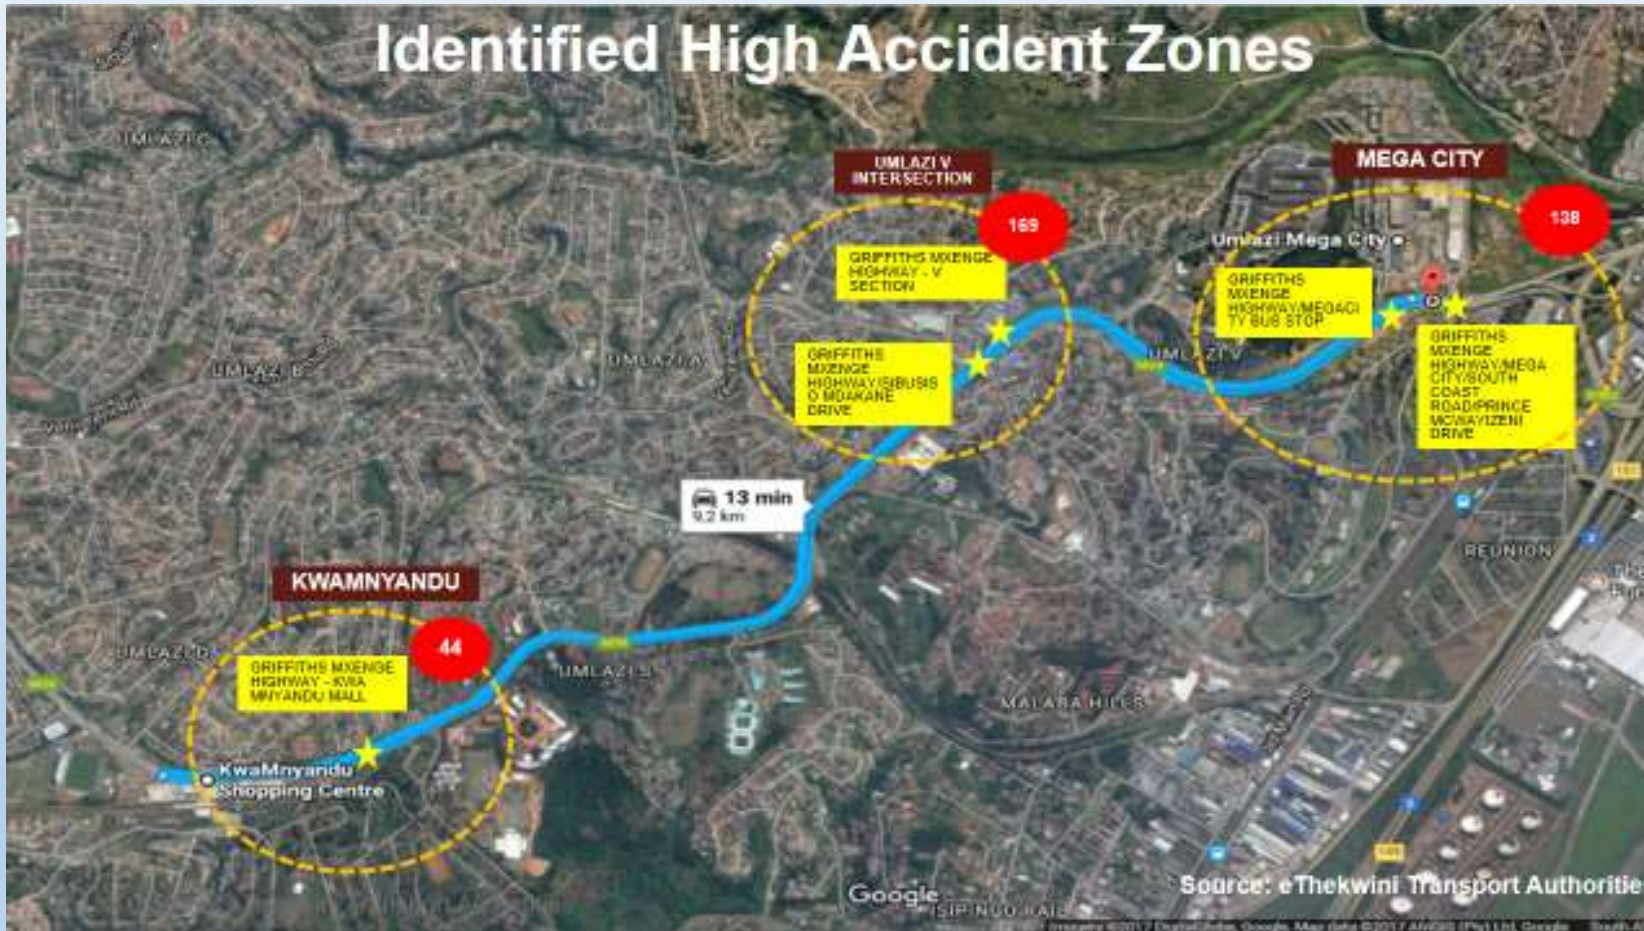 Identified High Accident Zones
UMLAZI C
UMLAZI V
INTERSECTION
MEGA CITY
169
138
Umlazi Mega City
GRIFFITHS MXENGE
HIGHWAY - V
SECTION
GRIFFITHS
MXENGE
HIGHWAY/MEGACI
TY BUS STOP
GRIFFITHS
MXENGE
HIGHWAY/SIBUSIS
O MDAKANE
DRIVE
GRIFFITHS
MXENGE
HIGHWAY/MEGA
CITY/SOUTH
COAST
ROAD/PRINCE
MCWAYIZENI
DRIVE
UMLAZI A
UMLAZI V
UMLAZI B
13 min
9,2 km
REUNION
KWAMNYANDU
44
UMLAZI D
GRIFFITHS MXENGE
HIGHWAY - KWA
MNYANDU MALL
UMLAZI S
MALABA HILLS
KwaMnyandu
Shopping Centre
Google
Source: eThekwini Transport Authoritie
ISIPINGO RAIL